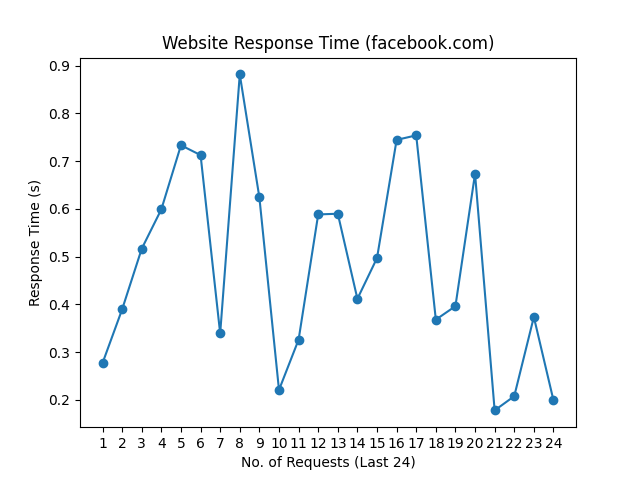 Website Response Time (facebook.com)
0.9
0.8
0.7
0.6
0.5
0.4
0.3
0.2
Response Time (s)
1 2 3 4 5 6 7 8 9 10 11 12 13 14 15 16 17 18 19 20 21 22 23 24
No. of Requests (Last 24)